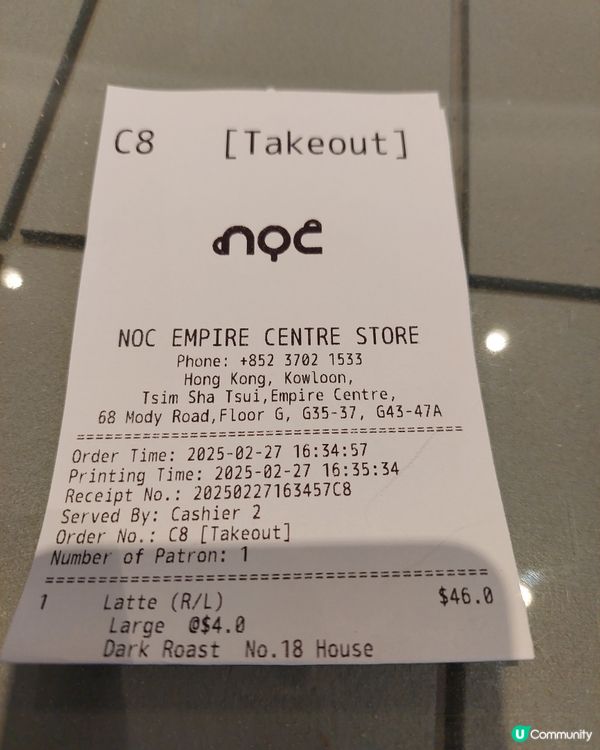 C8 [Takeout]
noc
NOC EMPIRE CENTRE STORE
Phone: +852 3702 1533
Hong Kong, Kowloon,
Tsim Sha Tsui,Empire Centre,
68 Mody Road,Floor G, G35-37, G43-47A
Order Time: 2025-02-27 16:34:57
Printing Time: 2025-02-27 16:35:34
Receipt No.: 20250227163457C8
Served By: Cashier 2
Order No.: C8 [Takeout]
Number of Patron: 1
1 Latte (R/L) $46.0
Large @$4.0
Dark Roast No.18 House
U Community